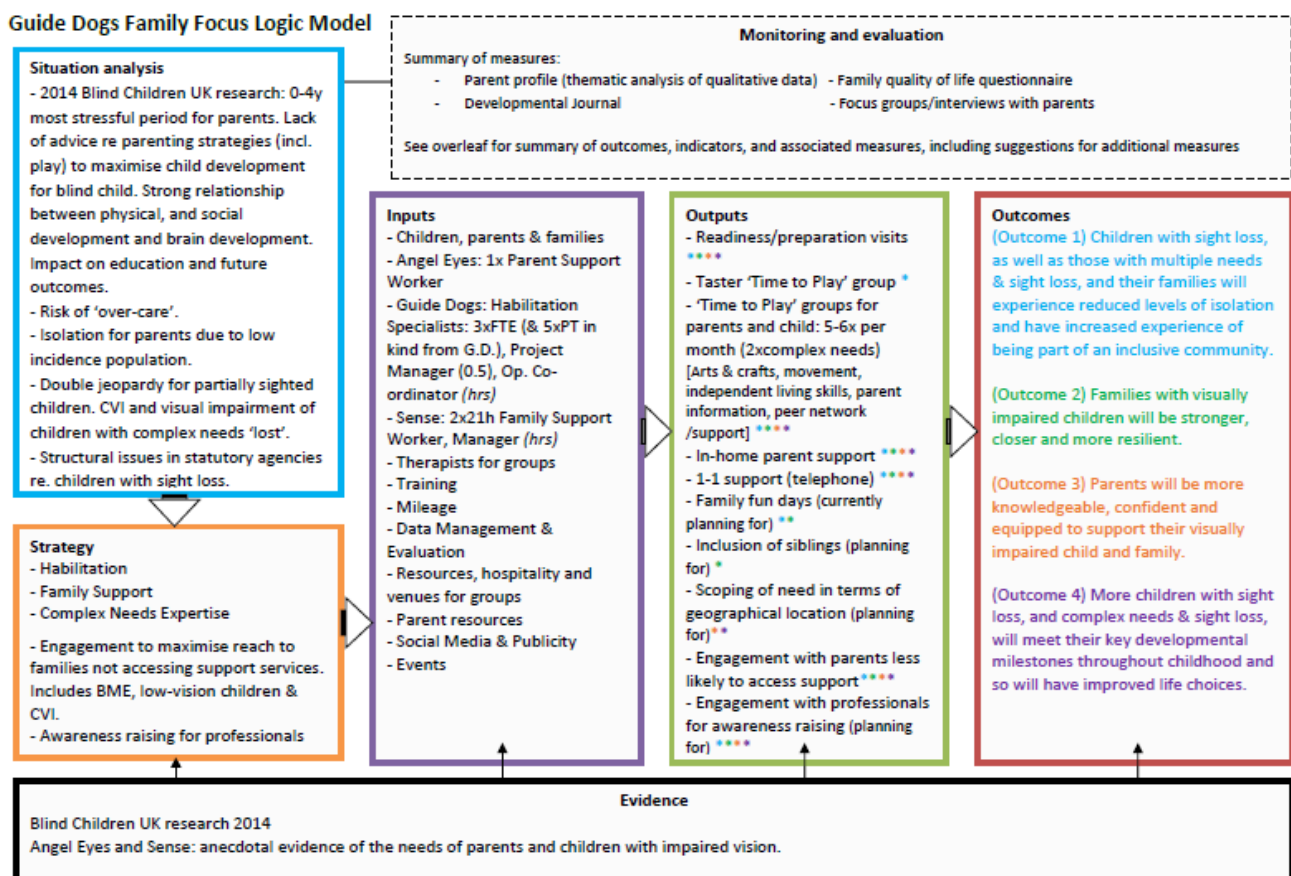 Guide Dogs Family Focus Logic Model
Monitoring and evaluation
Summary of measures:
- Parent profile (thematic analysis of qualitative data) - Family quality of life questionnaire
- Developmental Journal - Focus groups/interviews with parents
See overleaf for summary of outcomes, indicators, and associated measures, including suggestions for additional measures
Situation analysis
- 2014 Blind Children UK research: 0-4y
most stressful period for parents. Lack
of advice re parenting strategies (incl.
play) to maximise child development
for blind child. Strong relationship
between physical, and social
development and brain development.
Impact on education and future
outcomes.
- Risk of 'over-care'.
- Isolation for parents due to low
incidence population.
- Double jeopardy for partially sighted
children. CVI and visual impairment of
children with complex needs 'lost'.
- Structural issues in statutory agencies
re. children with sight loss.
Strategy
- Habilitation
- Family Support
- Complex Needs Expertise
- Engagement to maximise reach to
families not accessing support services.
Includes BME, low-vision children &
CVI.
- Awareness raising for professionals
Inputs
- Children, parents & families
- Angel Eyes: 1x Parent Support
Worker
- Guide Dogs: Habilitation
Specialists: 3xFTE (& 5xPT in
kind from G.D.), Project
Manager (0.5), Op. Co-
ordinator (hrs)
- Sense: 2x21h Family Support
Worker, Manager (hrs)
- Therapists for groups
- Training
- Mileage
- Data Management &
Evaluation
- Resources, hospitality and
venues for groups
- Parent resources
- Social Media & Publicity
- Events
Outputs
- Readiness/preparation visits
****
- Taster 'Time to Play' group *
- 'Time to Play' groups for
parents and child: 5-6x per
month (2xcomplex needs)
[Arts & crafts, movement,
independent living skills, parent
information, peer network
/support] ****
- In-home parent support ****
- 1-1 support (telephone) ****
- Family fun days (currently
planning for) **
- Inclusion of siblings (planning
for) *
- Scoping of need in terms of
geographical location (planning
for)**
- Engagement with parents less
likely to access support ****
- Engagement with professionals
for awareness raising (planning
for) ****
Outcomes
(Outcome 1) Children with sight loss,
as well as those with multiple needs
& sight loss, and their families will
experience reduced levels of isolation
and have increased experience of
being part of an inclusive community.
(Outcome 2) Families with visually
impaired children will be stronger,
closer and more resilient.
(Outcome 3) Parents will be more
knowledgeable, confident and
equipped to support their visually
impaired child and family.
(Outcome 4) More children with sight
loss, and complex needs & sight loss,
will meet their key developmental
milestones throughout childhood and
so will have improved life choices.
Evidence
Blind Children UK research 2014
Angel Eyes and Sense: anecdotal evidence of the needs of parents and children with impaired vision.